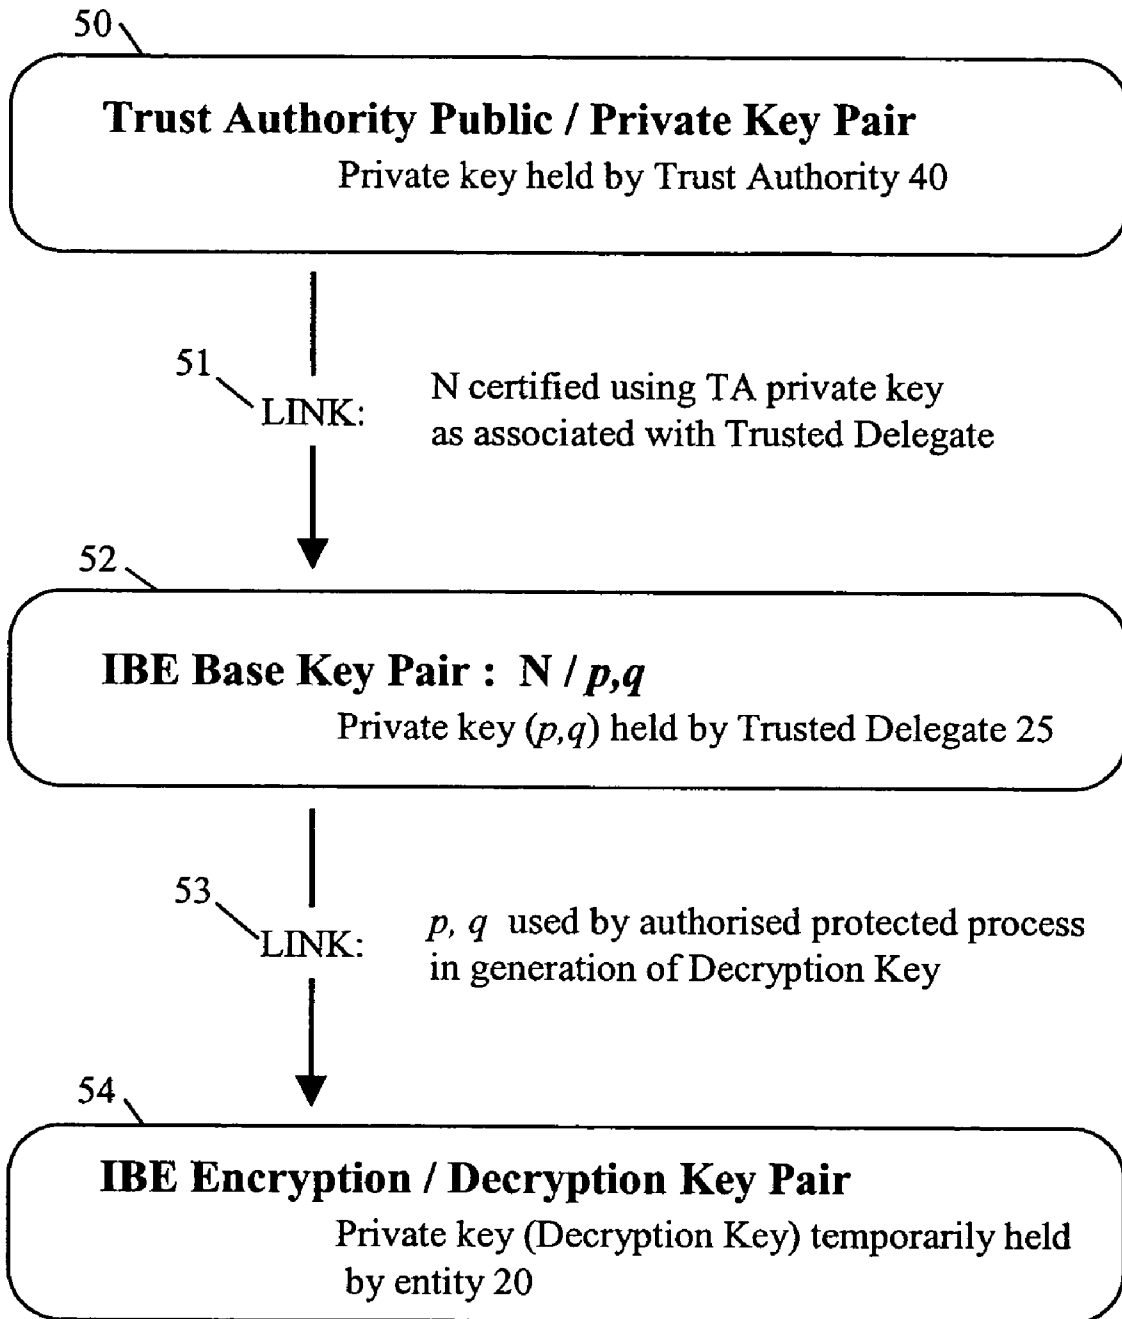 50
Trust Authority Public / Private Key Pair
Private key held by Trust Authority 40
51
LINK:
N certified using TA private key
as associated with Trusted Delegate
52
IBE Base Key Pair : N / p,q
Private key (p,q) held by Trusted Delegate 25
53
LINK:
p, q used by authorised protected process
in generation of Decryption Key
54
IBE Encryption / Decryption Key Pair
Private key (Decryption Key) temporarily held
by entity 20